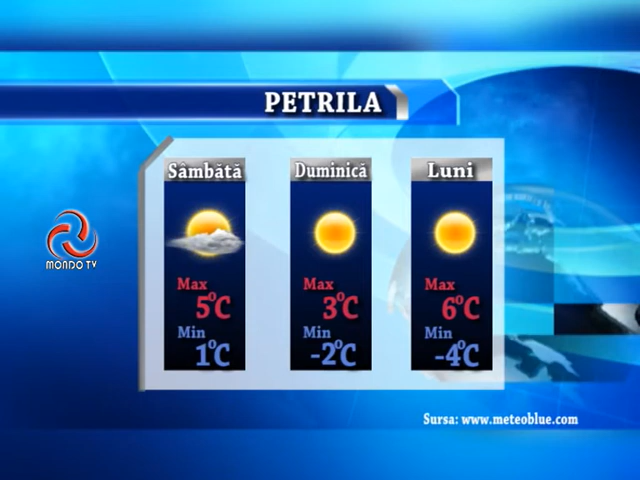 PETRILA
Sâmbătă
Duminică
Luni
Max
5°C
Min
1°C
Max
3°C
Min
-2°C
Max
6°C
Min
-4°C
MONDO TV
Sursa: www.meteoblue.com